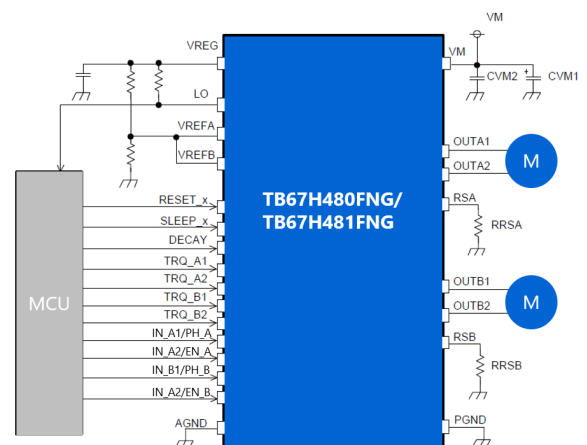 VM
VREG
VM
CVM2
CVM1
LO
VREFA
VREFB
OUTA1
OUTA2
M
TB67H480FNG/
TB67H481FNG
RESET_x
SLEEP_x
DECAY
TRQ_A1
TRQ_A2
TRQ_B1
TRQ_B2
IN_A1/PH_A
IN_A2/EN_A
IN_B1/PH_B
IN_A2/EN_B
MCU
RSA
RRSA
OUTB1
OUTB2
M
RSB
RRSB
AGND
PGND